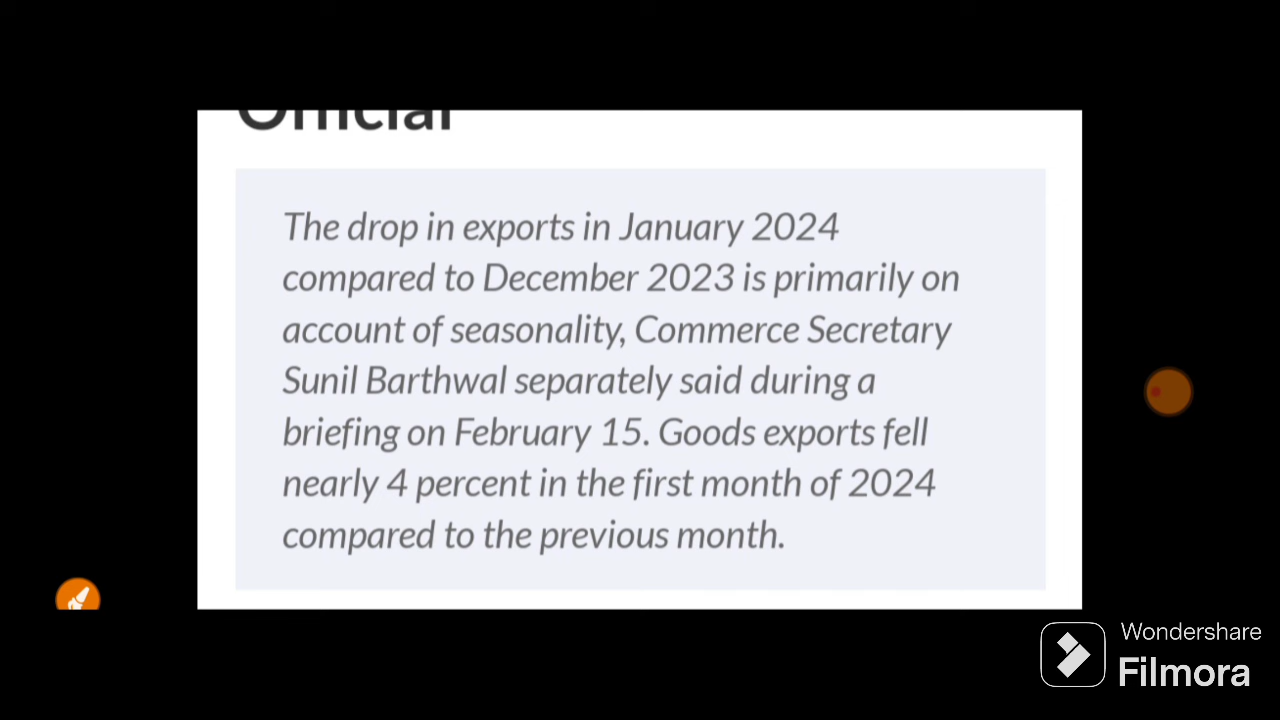 Official
The drop in exports in January 2024
compared to December 2023 is primarily on
account of seasonality, Commerce Secretary
Sunil Barthwal separately said during a
briefing on February 15. Goods exports fell
nearly 4 percent in the first month of 2024
compared to the previous month.
Wondershare
Filmora